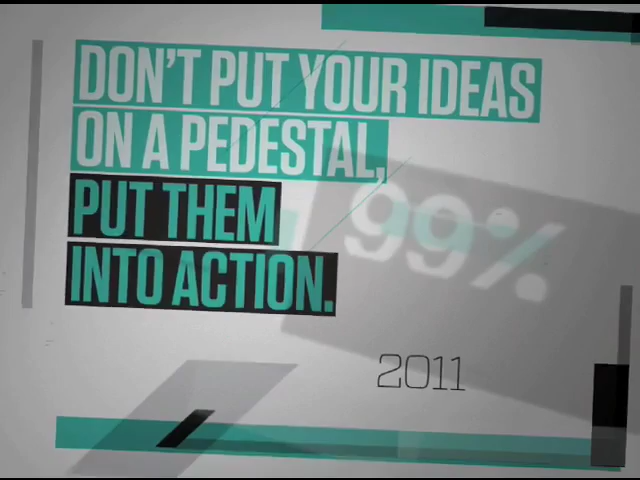 DON'T PUT YOUR IDEAS
ON A PEDESTAL,
PUT THEM
INTO ACTION.
99%
2011